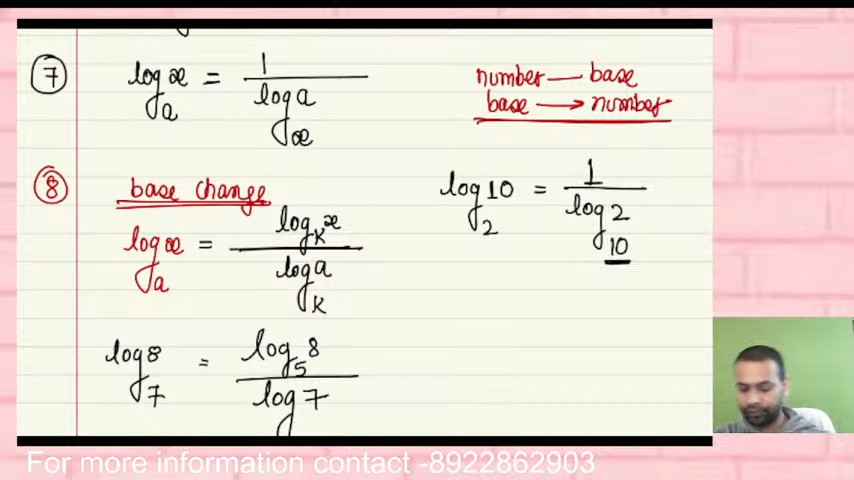 7 log_a x = 1 / log_x a
number — base
base → number
8 base change
log_a x = log_k x / log_k a
log_2 10 = 1 / log_10 2
log_7 8 = log_5 8 / log 7
For more information contact -8922862903